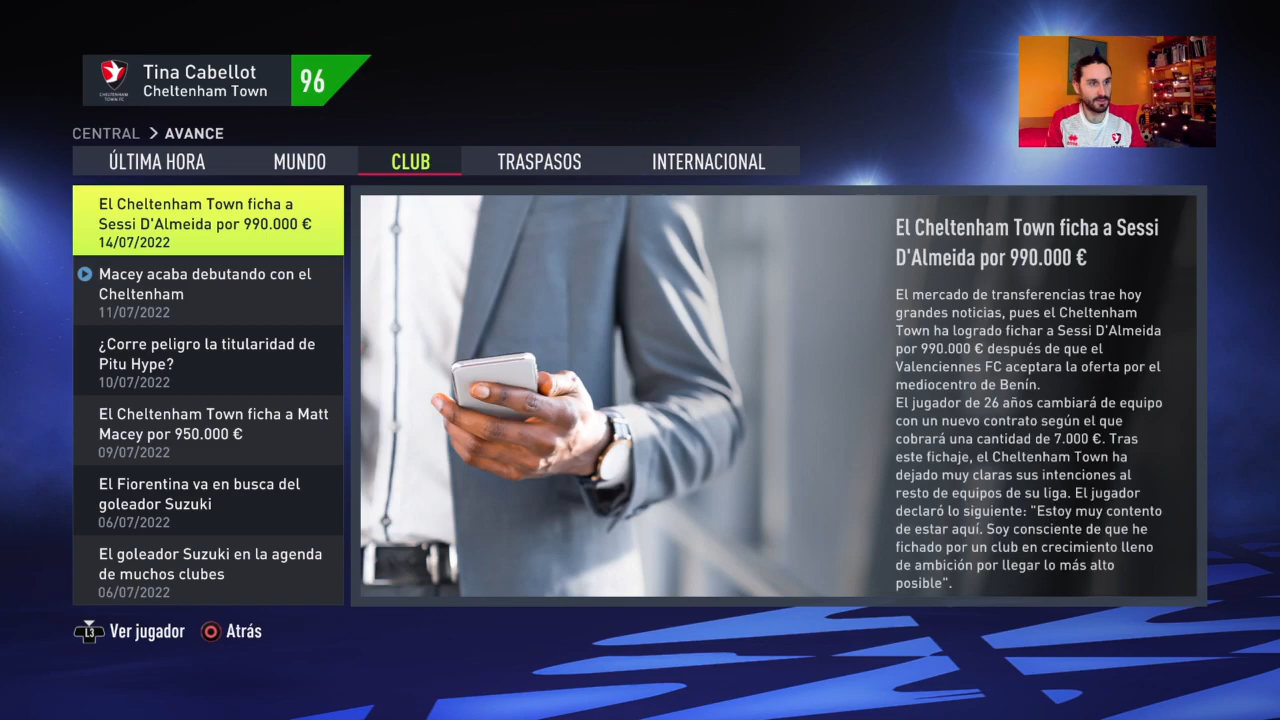 Tina Cabellot
Cheltenham Town
96
CHELTENHAM
TOWN FC
CENTRAL > AVANCE
ÚLTIMA HORA
MUNDO
CLUB
TRASPASOS
INTERNACIONAL
El Cheltenham Town ficha a
Sessi D'Almeida por 990.000 €
14/07/2022
Macey acaba debutando con el
Cheltenham
11/07/2022
¿Corre peligro la titularidad de
Pitu Hype?
10/07/2022
El Cheltenham Town ficha a Matt
Macey por 950.000 €
09/07/2022
El Fiorentina va en busca del
goleador Suzuki
06/07/2022
El goleador Suzuki en la agenda
de muchos clubes
06/07/2022
El Cheltenham Town ficha a Sessi
D'Almeida por 990.000 €
El mercado de transferencias trae hoy
grandes noticias, pues el Cheltenham
Town ha logrado fichar a Sessi D'Almeida
por 990.000 € después de que el
Valenciennes FC aceptara la oferta por el
mediocentro de Benín.
El jugador de 26 años cambiará de equipo
con un nuevo contrato según el que
cobrará una cantidad de 7.000 €. Tras
este fichaje, el Cheltenham Town ha
dejado muy claras sus intenciones al
resto de equipos de su liga. El jugador
declaró lo siguiente: "Estoy muy contento
de estar aquí. Soy consciente de que he
fichado por un club en crecimiento lleno
de ambición por llegar lo más alto
posible".
L3 Ver jugador
Atrás